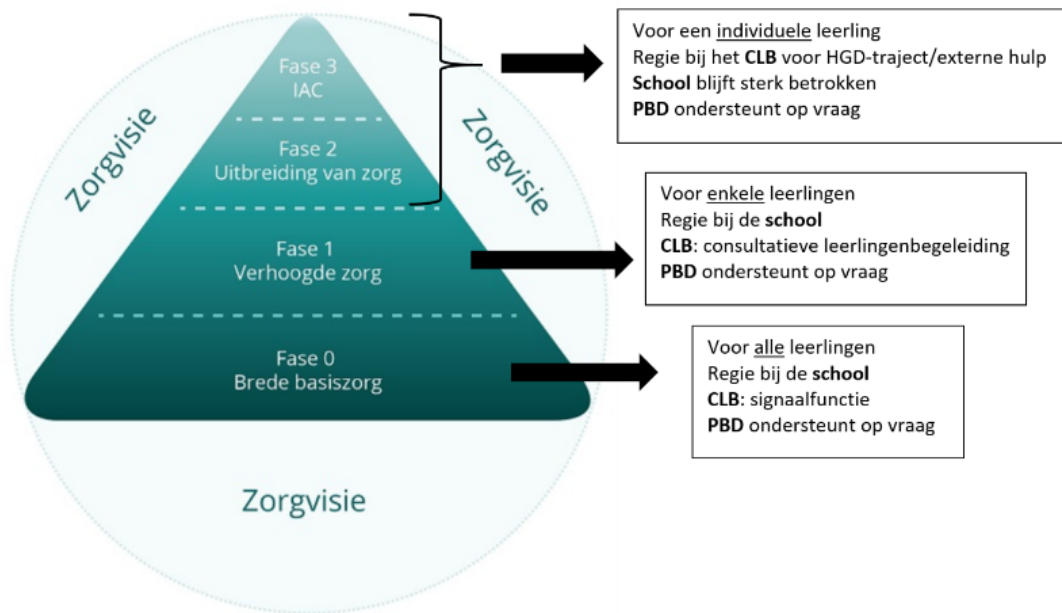 Zorgvisie
Zorgvisie
Fase 3
IAC
Fase 2
Uitbreiding van zorg
Fase 1
Verhoogde zorg
Fase 0
Brede basiszorg
Zorgvisie
Voor een individuele leerling
Regie bij het CLB voor HGD-traject/externe hulp
School blijft sterk betrokken
PBD ondersteunt op vraag
Voor enkele leerlingen
Regie bij de school
CLB: consultatieve leerlingenbegeleiding
PBD ondersteunt op vraag
Voor alle leerlingen
Regie bij de school
CLB: signaalfunctie
PBD ondersteunt op vraag